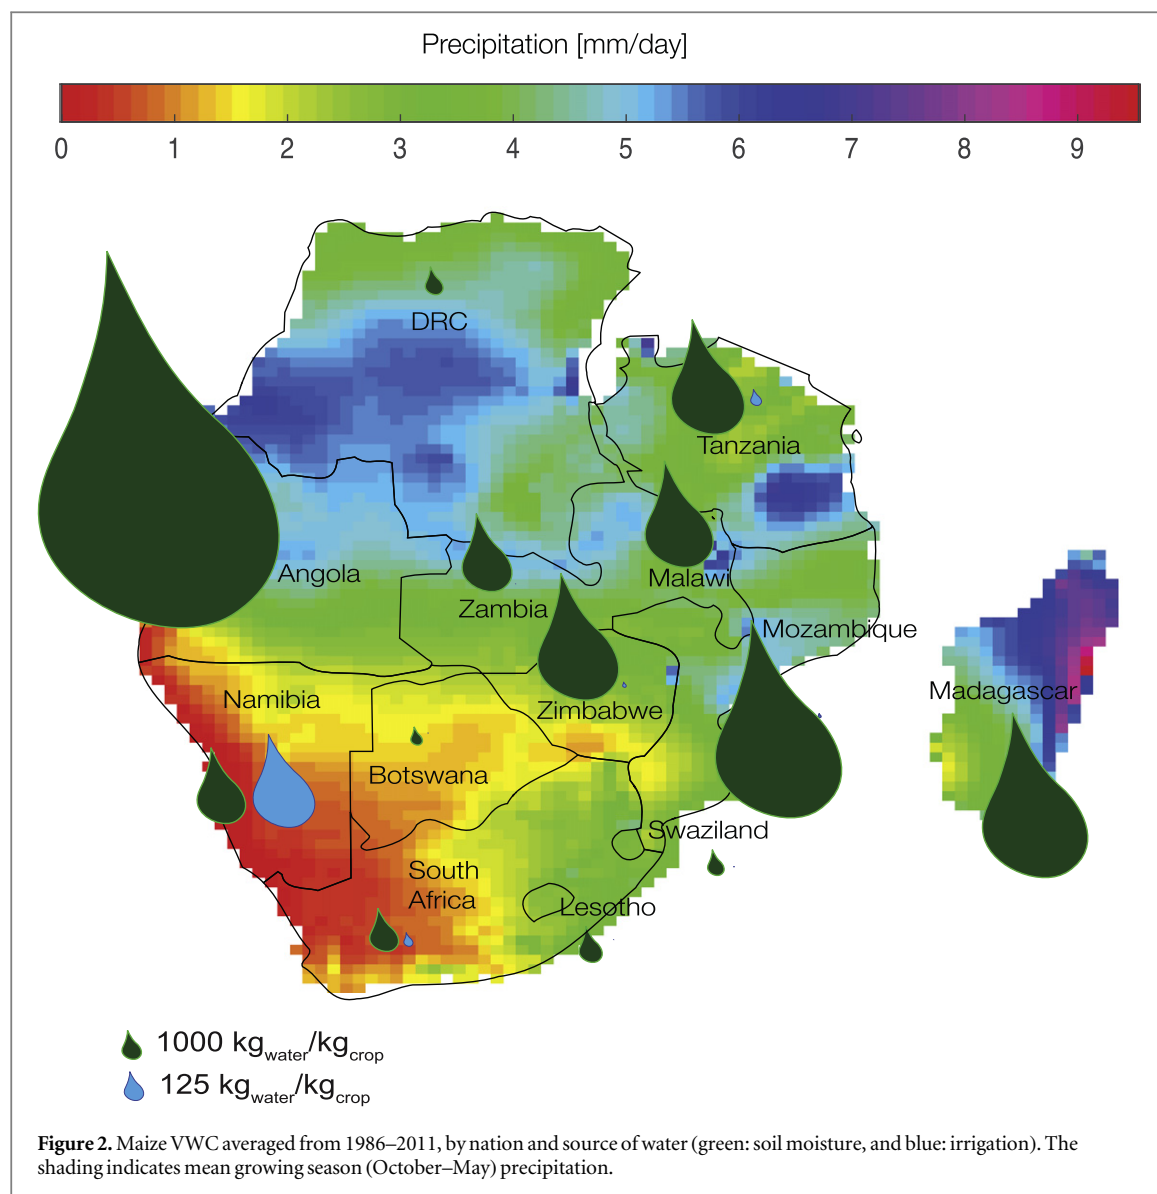 Precipitation [mm/day]
0 1 2 3 4 5 6 7 8 9
DRC
Tanzania
Angola
Malawi
Zambia
Mozambique
Madagascar
Namibia
Zimbabwe
Botswana
Swaziland
South
Africa
Lesotho
1000 kgwater/kgcrop
125 kgwater/kgcrop
Figure 2. Maize VWC averaged from 1986–2011, by nation and source of water (green: soil moisture, and blue: irrigation). The
shading indicates mean growing season (October–May) precipitation.